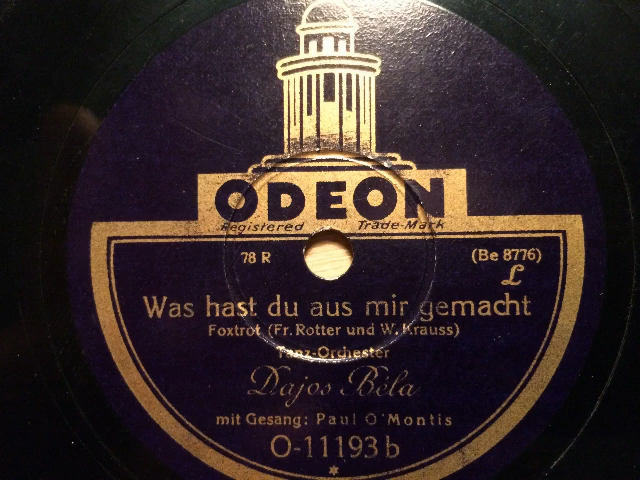 ODEON
Registered Trade-Mark
78 R (Be 8776)
L
Was hast du aus mir gemacht
Foxtrot (Fr. Rotter und W. Krauss)
Tanz-Orchester
Dajos Béla
mit Gesang: Paul O'Montis
O-11193b